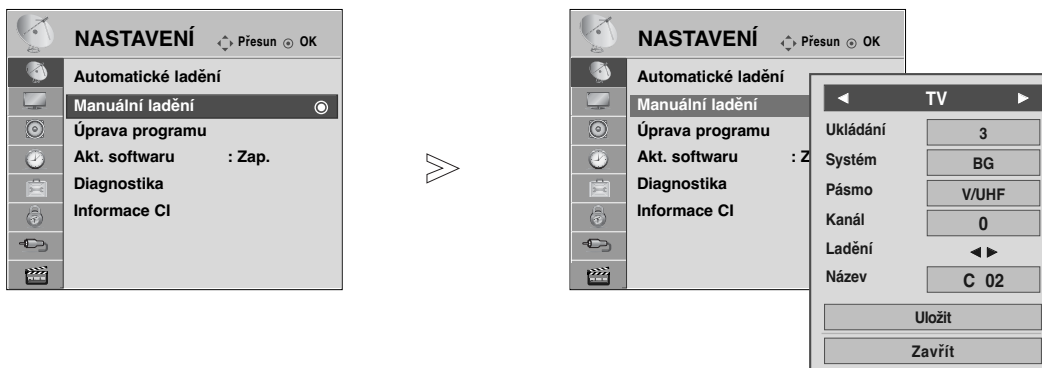 NASTAVENÍ Přesun OK
Automatické ladění
Manuální ladění
Úprava programu
Akt. softwaru : Zap.
Diagnostika
Informace CI
NASTAVENÍ Přesun OK
Automatické ladění
Manuální ladění
Úprava programu
Akt. softwaru : Z
Diagnostika
Informace CI
◄ TV ►
Ukládání 3
Systém BG
Pásmo V/UHF
Kanál 0
Ladění ◄ ►
Název C 02
Uložit
Zavřít